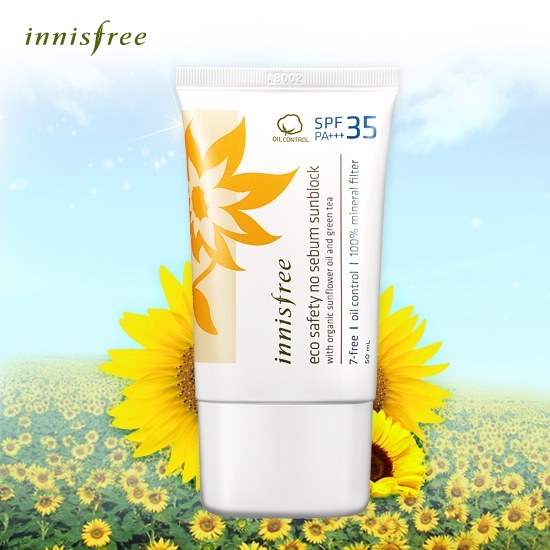 innisfree
A8002
OIL CONTROL
SPF
PA+++
35
innisfree
eco safety no sebum sunblock
with organic sunflower oil and green tea
7-free | oil control | 100% mineral filter
50 mL